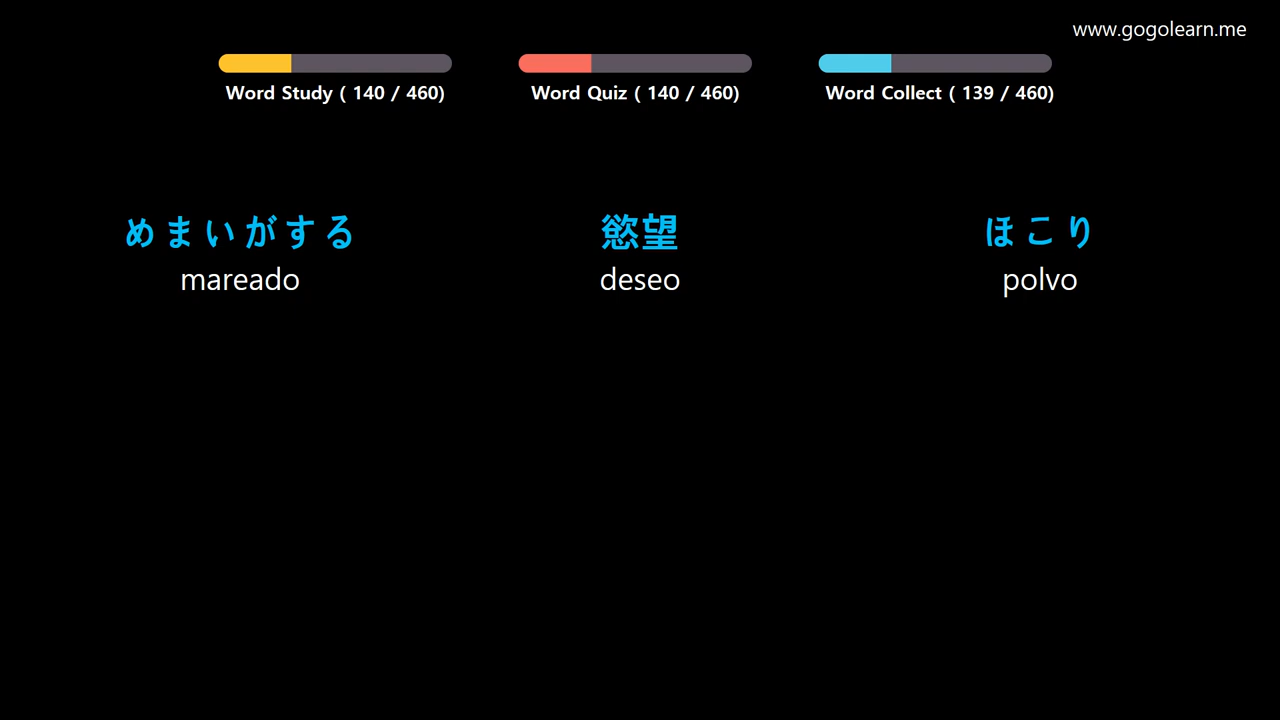 www.gogolearn.me
Word Study ( 140 / 460)
Word Quiz ( 140 / 460)
Word Collect ( 139 / 460)
めまいがする
mareado
慾望
deseo
ほこり
polvo